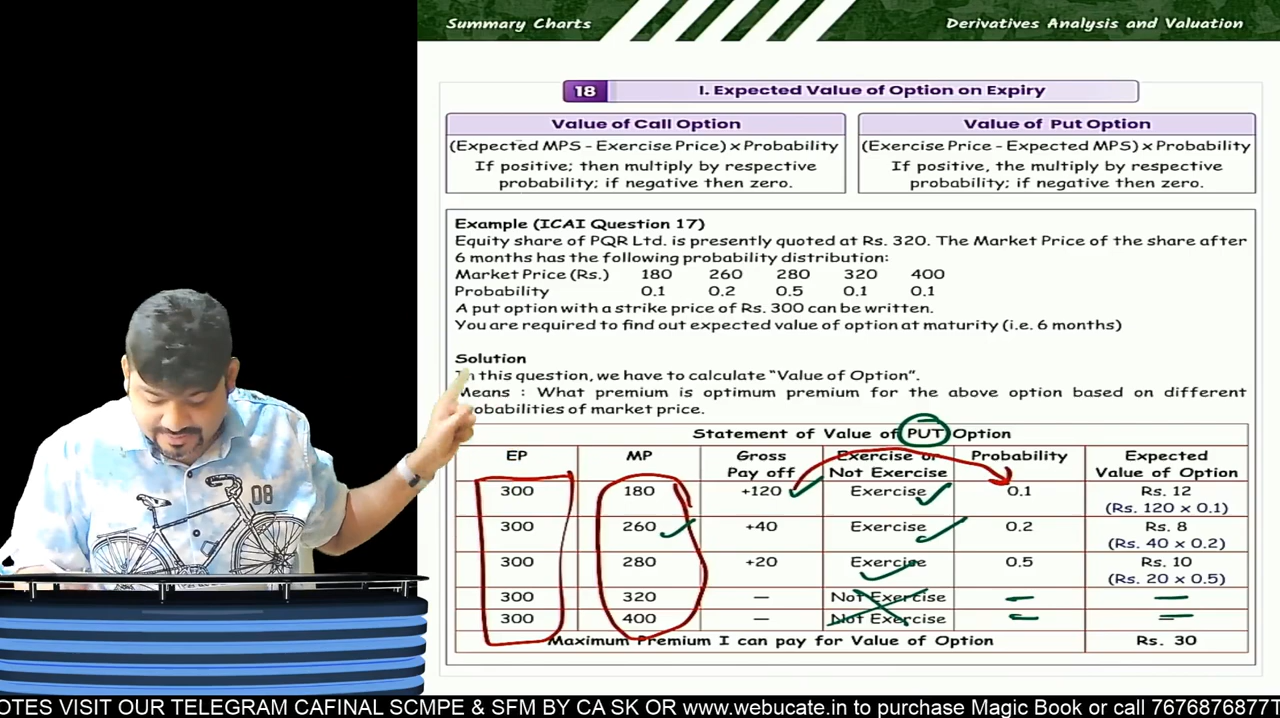 Summary Charts
Derivatives Analysis and Valuation
18
I. Expected Value of Option on Expiry
Value of Call Option
(Expected MPS - Exercise Price) x Probability
If positive; then multiply by respective
probability; if negative then zero.
Value of Put Option
(Exercise Price - Expected MPS) x Probability
If positive, the multiply by respective
probability; if negative then zero.
Example (ICAI Question 17)
Equity share of PQR Ltd. is presently quoted at Rs. 320. The Market Price of the share after
6 months has the following probability distribution:
Market Price (Rs.) 180 260 280 320 400
Probability 0.1 0.2 0.5 0.1 0.1
A put option with a strike price of Rs. 300 can be written.
You are required to find out expected value of option at maturity (i.e. 6 months)
Solution
In this question, we have to calculate “Value of Option”.
Means : What premium is optimum premium for the above option based on different
probabilities of market price.
Statement of Value of PUT Option
EP MP Gross Pay off Exercise or Not Exercise Probability Expected Value of Option
300 180 +120 Exercise 0.1 Rs. 12
(Rs. 120 x 0.1)
300 260 +40 Exercise 0.2 Rs. 8
(Rs. 40 x 0.2)
300 280 +20 Exercise 0.5 Rs. 10
(Rs. 20 x 0.5)
300 320 — Not Exercise — —
300 400 — Not Exercise — —
Maximum Premium I can pay for Value of Option Rs. 30
08
OTES VISIT OUR TELEGRAM CAFINAL SCMPE & SFM BY CA SK OR www.webucate.in to purchase Magic Book or call 76768768771